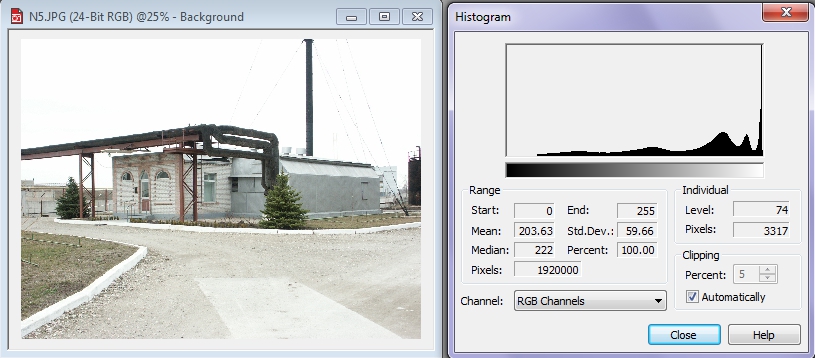 N5.JPG (24-Bit RGB) @25% - Background
Histogram
Range
Start: 0 End: 255
Mean: 203.63 Std.Dev.: 59.66
Median: 222 Percent: 100.00
Pixels: 1920000
Individual
Level: 74
Pixels: 3317
Clipping
Percent: 5
Automatically
Channel: RGB Channels
Close Help